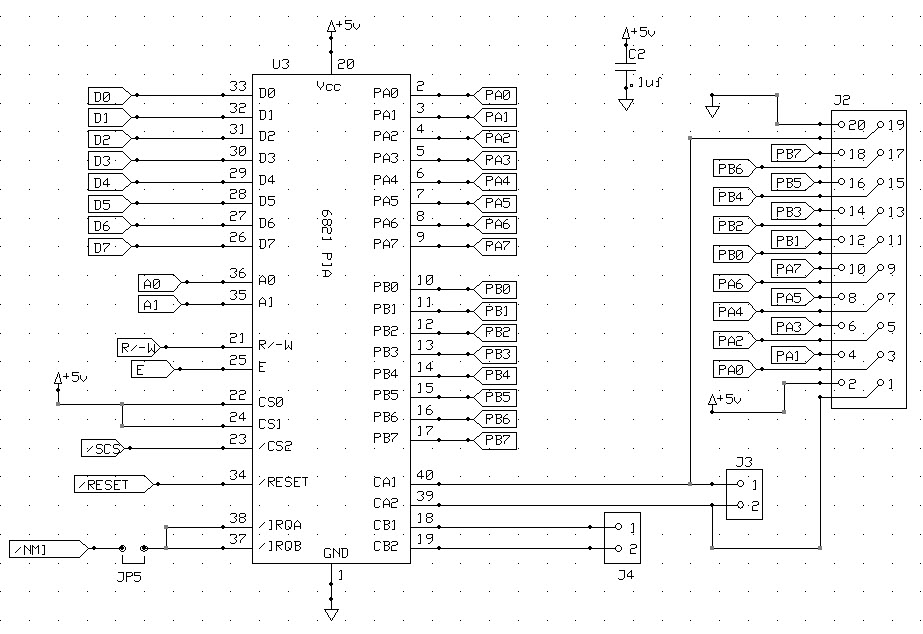 +5v
U3 20
Vcc
6821 PIA
D0 33 D0
D1 32 D1
D2 31 D2
D3 30 D3
D4 29 D4
D5 28 D5
D6 27 D6
D7 26 D7
A0 36 A0
A1 35 A1
R/-W 21 R/-W
E 25 E
+5v
22 CS0
24 CS1
/SCS 23 /CS2
/RESET 34 /RESET
38 /IRQA
/NMI 37 /IRQB
JP5
GND
1
PA0 2 PA0
PA1 3 PA1
PA2 4 PA2
PA3 5 PA3
PA4 6 PA4
PA5 7 PA5
PA6 8 PA6
PA7 9 PA7
PB0 10 PB0
PB1 11 PB1
PB2 12 PB2
PB3 13 PB3
PB4 14 PB4
PB5 15 PB5
PB6 16 PB6
PB7 17 PB7
CA1 40
CA2 39
CB1 18
CB2 19
+5v
C2
.1uf
J2
20 19
PB7 18 17
PB6
PB5 16 15
PB4
PB3 14 13
PB2
PB1 12 11
PB0
PA7 10 9
PA6
PA5 8 7
PA4
PA3 6 5
PA2
PA1 4 3
PA0
2 1
+5v
J3
1
2
1
2
J4